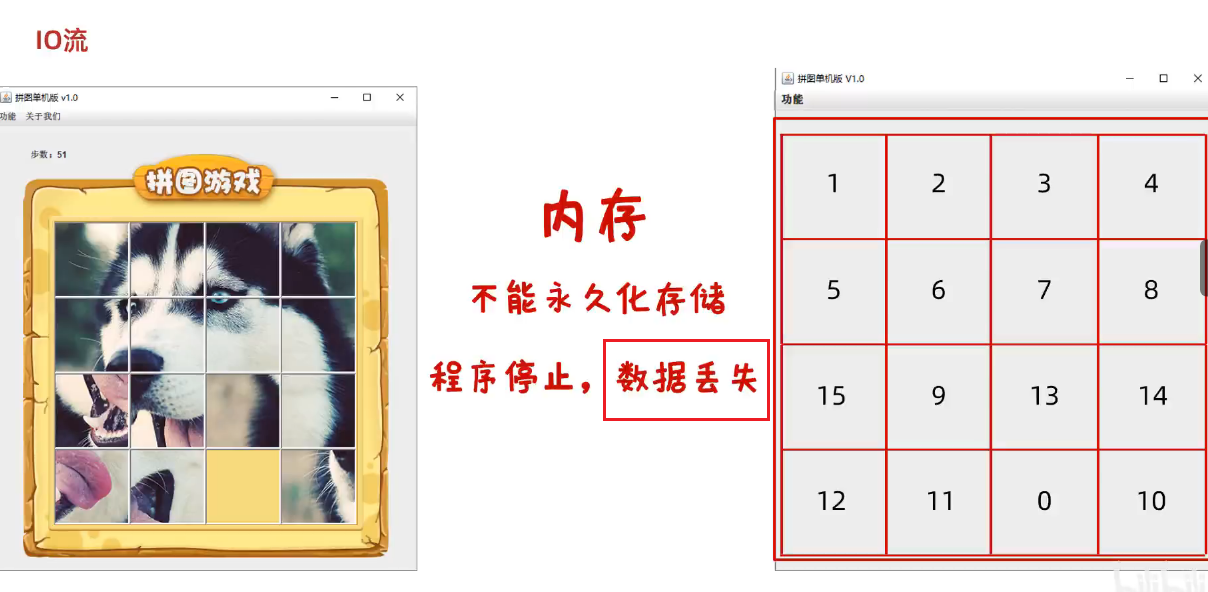 IO流
拼图单机版 v1.0
功能 关于我们
步数：51
拼图游戏
内存
不能永久化存储
程序停止，数据丢失
拼图单机版 V1.0
功能
1 2 3 4
5 6 7 8
15 9 13 14
12 11 0 10